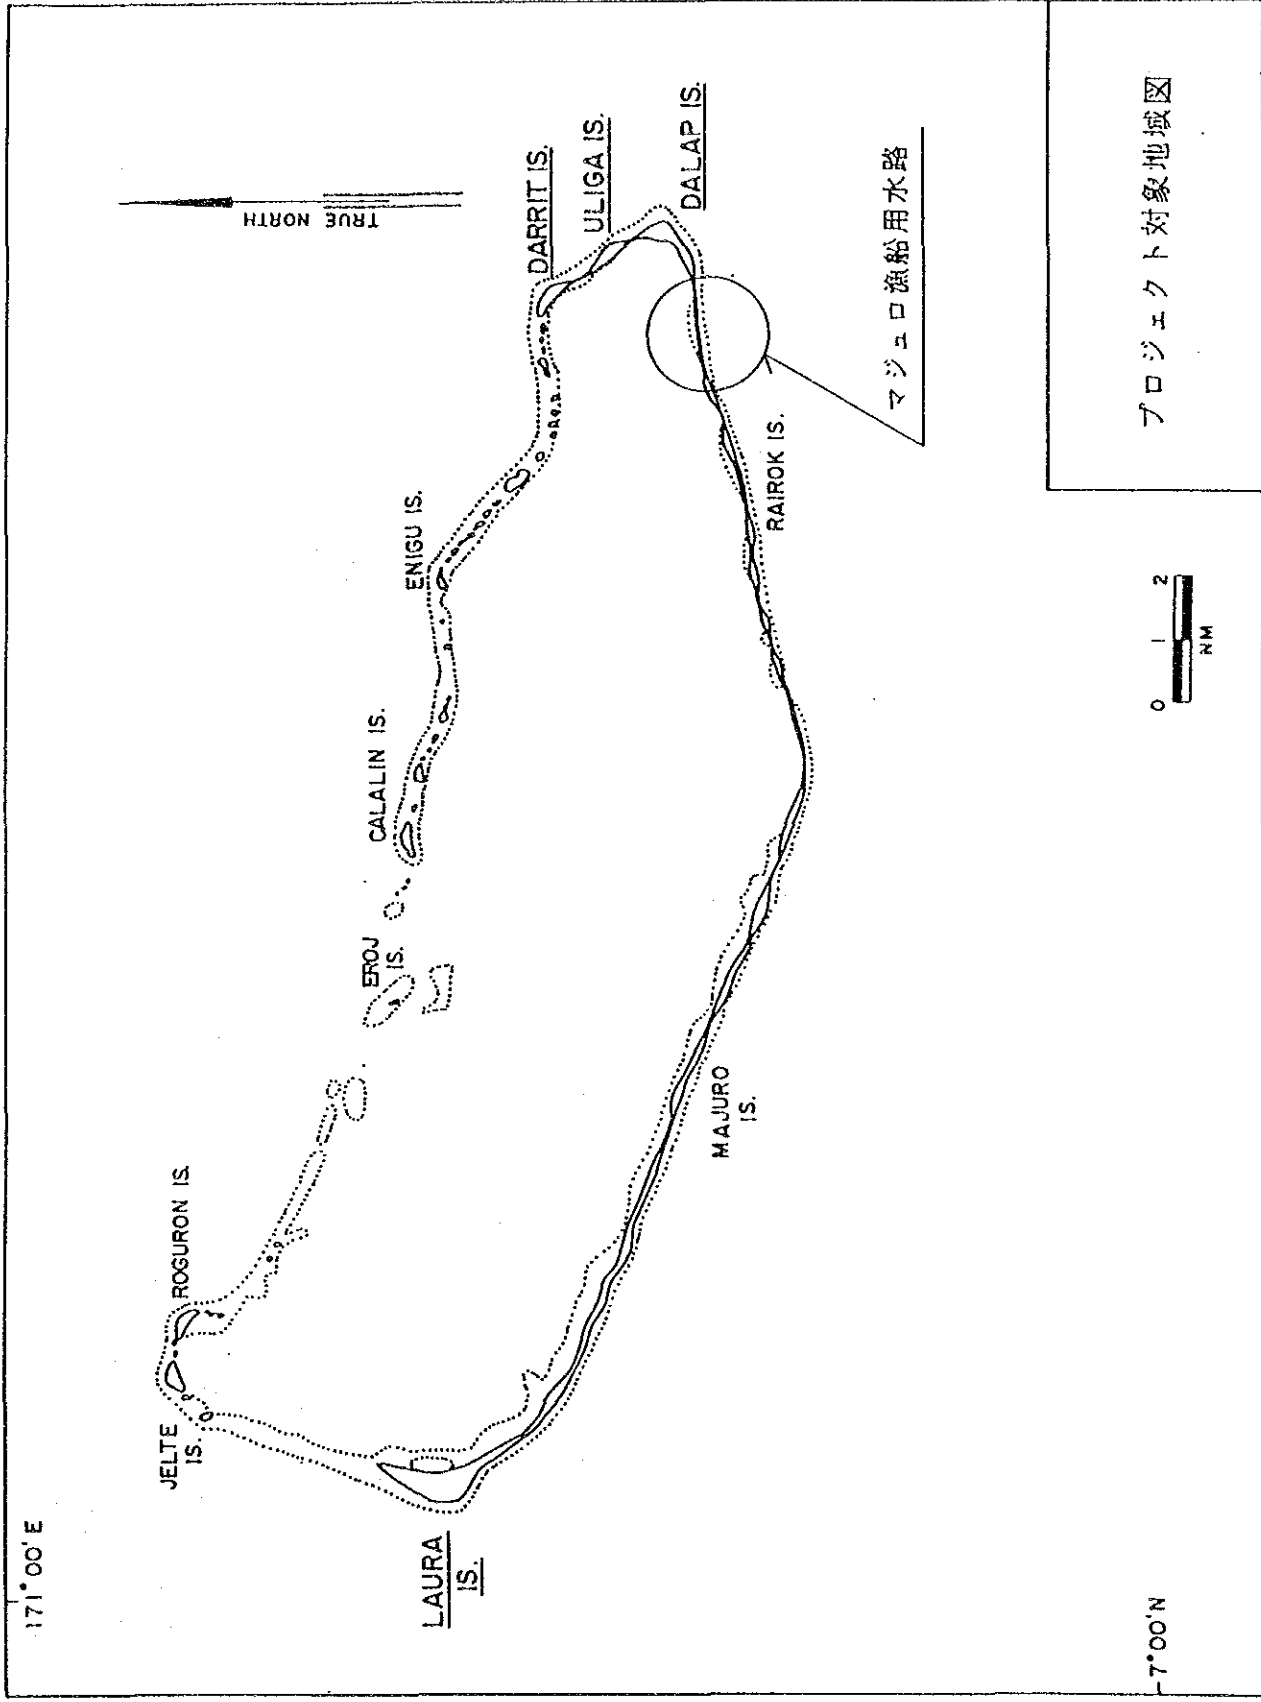 171°00'E
JELTE
IS.
ROGURON IS.
EROJ
IS.
CALALIN IS.
ENIGU IS.
TRUE NORTH
DARRIT IS.
ULIGA IS.
DALAP IS.
LAURA
IS.
MAJURO
IS.
RAIROK IS.
マジュロ漁船用水路
-7°00'N
0 1 2
NM
プロジェクト対象地域図